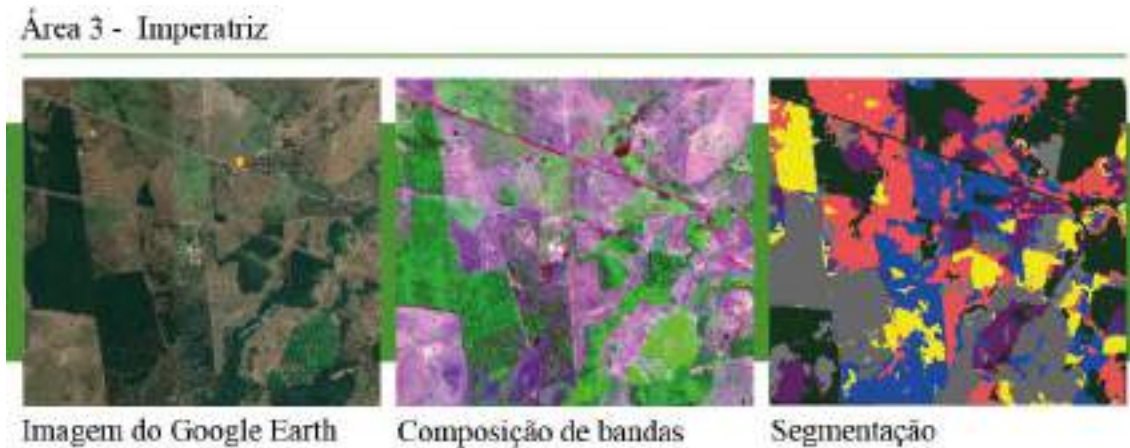 Área 3 - Imperatriz
Imagem do Google Earth
Composição de bandas
Segmentação